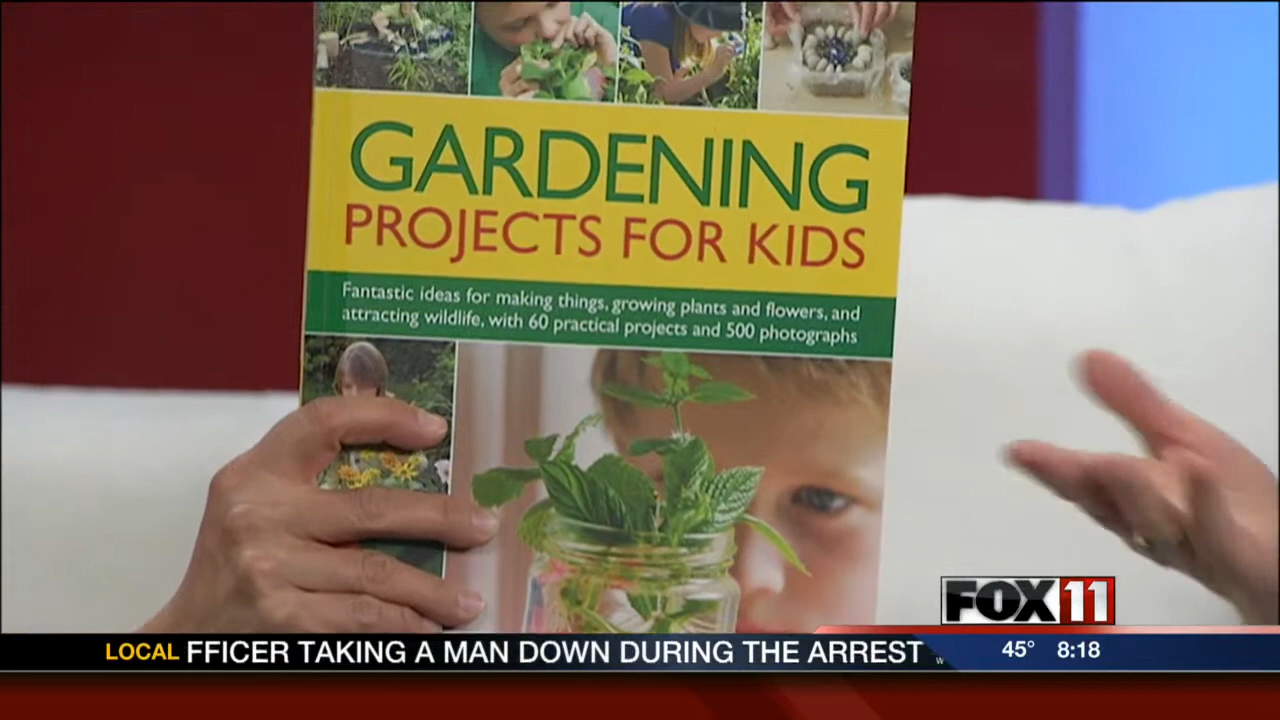 GARDENING
PROJECTS FOR KIDS
Fantastic ideas for making things, growing plants and flowers, and
attracting wildlife, with 60 practical projects and 500 photographs
FOX 11
LOCAL FFICER TAKING A MAN DOWN DURING THE ARREST
45° 8:18